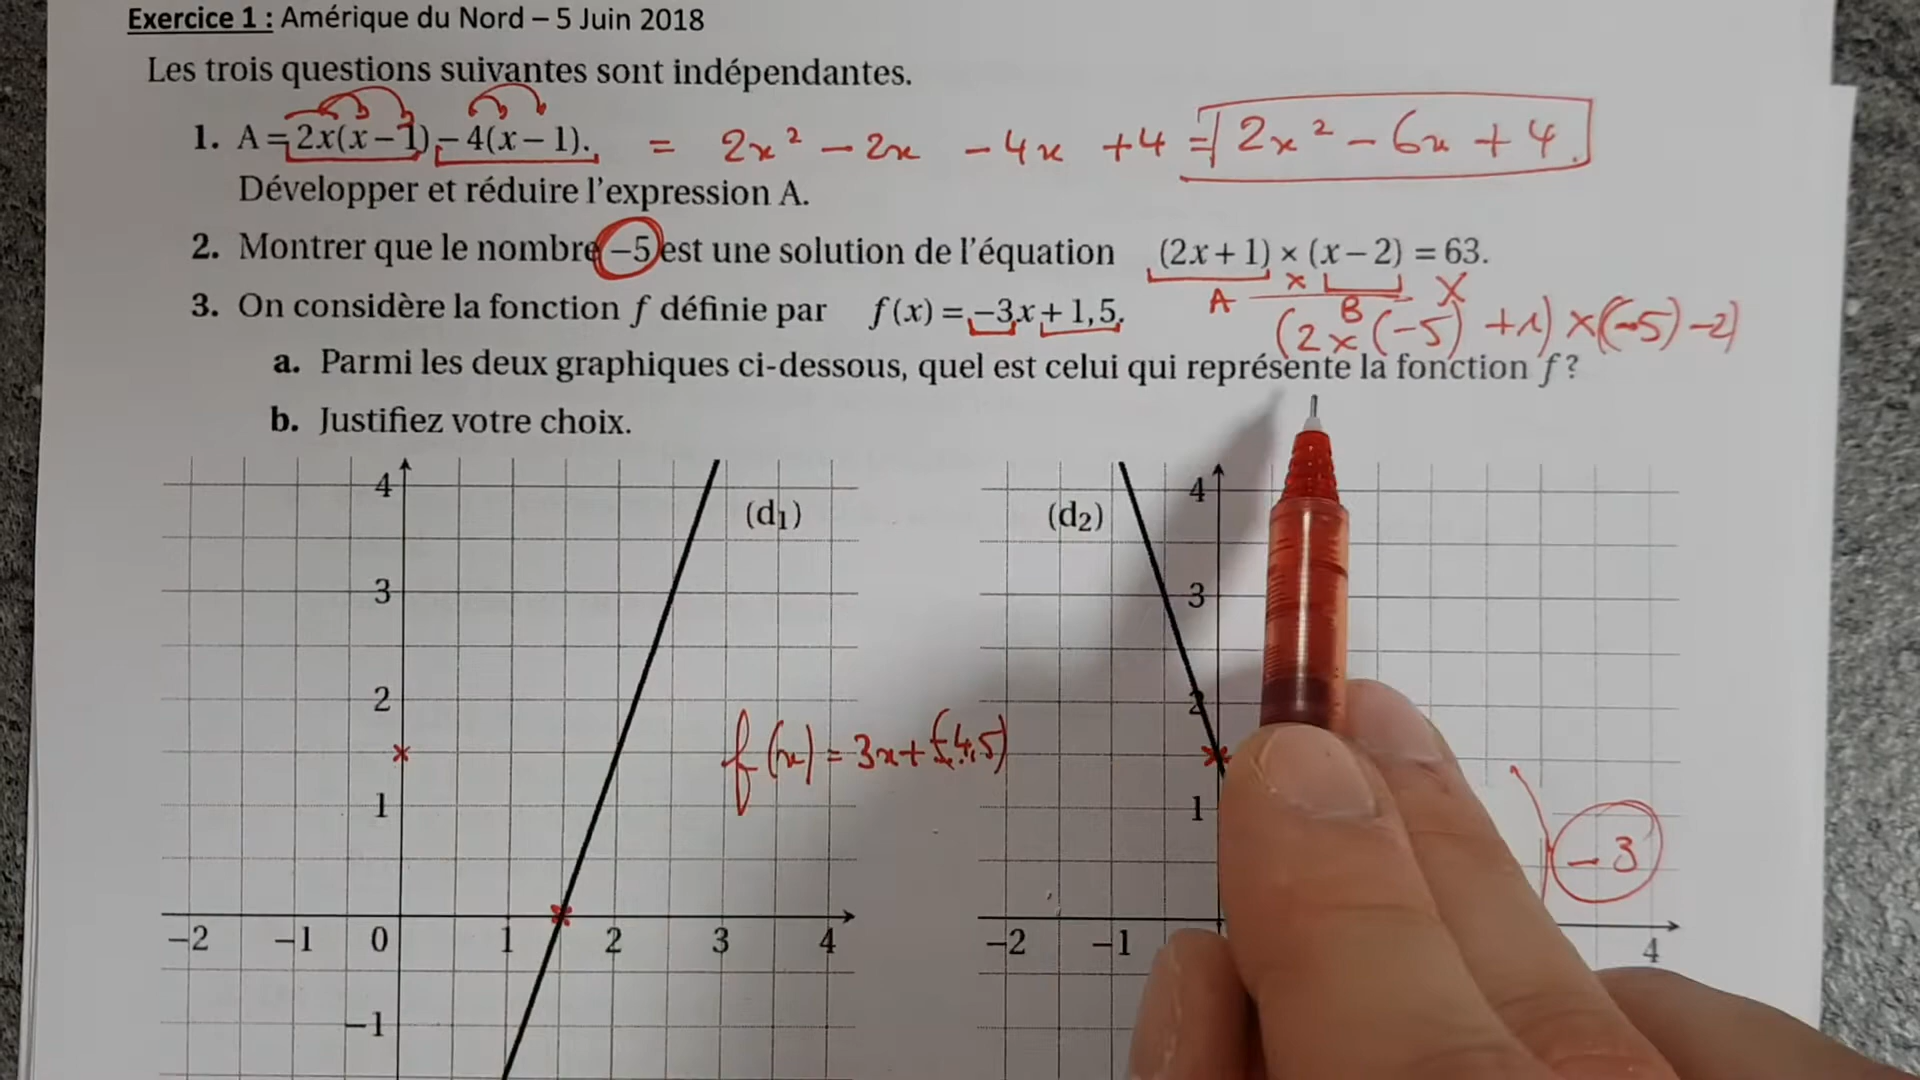 Exercice 1 : Amérique du Nord – 5 Juin 2018
Les trois questions suivantes sont indépendantes.
1. A = 2x(x – 1) – 4(x – 1). = 2x² – 2x – 4x + 4 = 2x² – 6x + 4.
Développer et réduire l'expression A.
2. Montrer que le nombre –5 est une solution de l'équation (2x + 1) × (x – 2) = 63.
A × B X
3. On considère la fonction f définie par f(x) = –3x + 1,5.
(2×(–5) + 1) × ((–5) – 2)
a. Parmi les deux graphiques ci-dessous, quel est celui qui représente la fonction f ?
b. Justifiez votre choix.
4 (d1) (d2) 4
3 3
2 2
f(x) = 3x + (–4,5)
1 1
– 3
–2 –1 0 1 2 3 4 –2 –1 4
–1